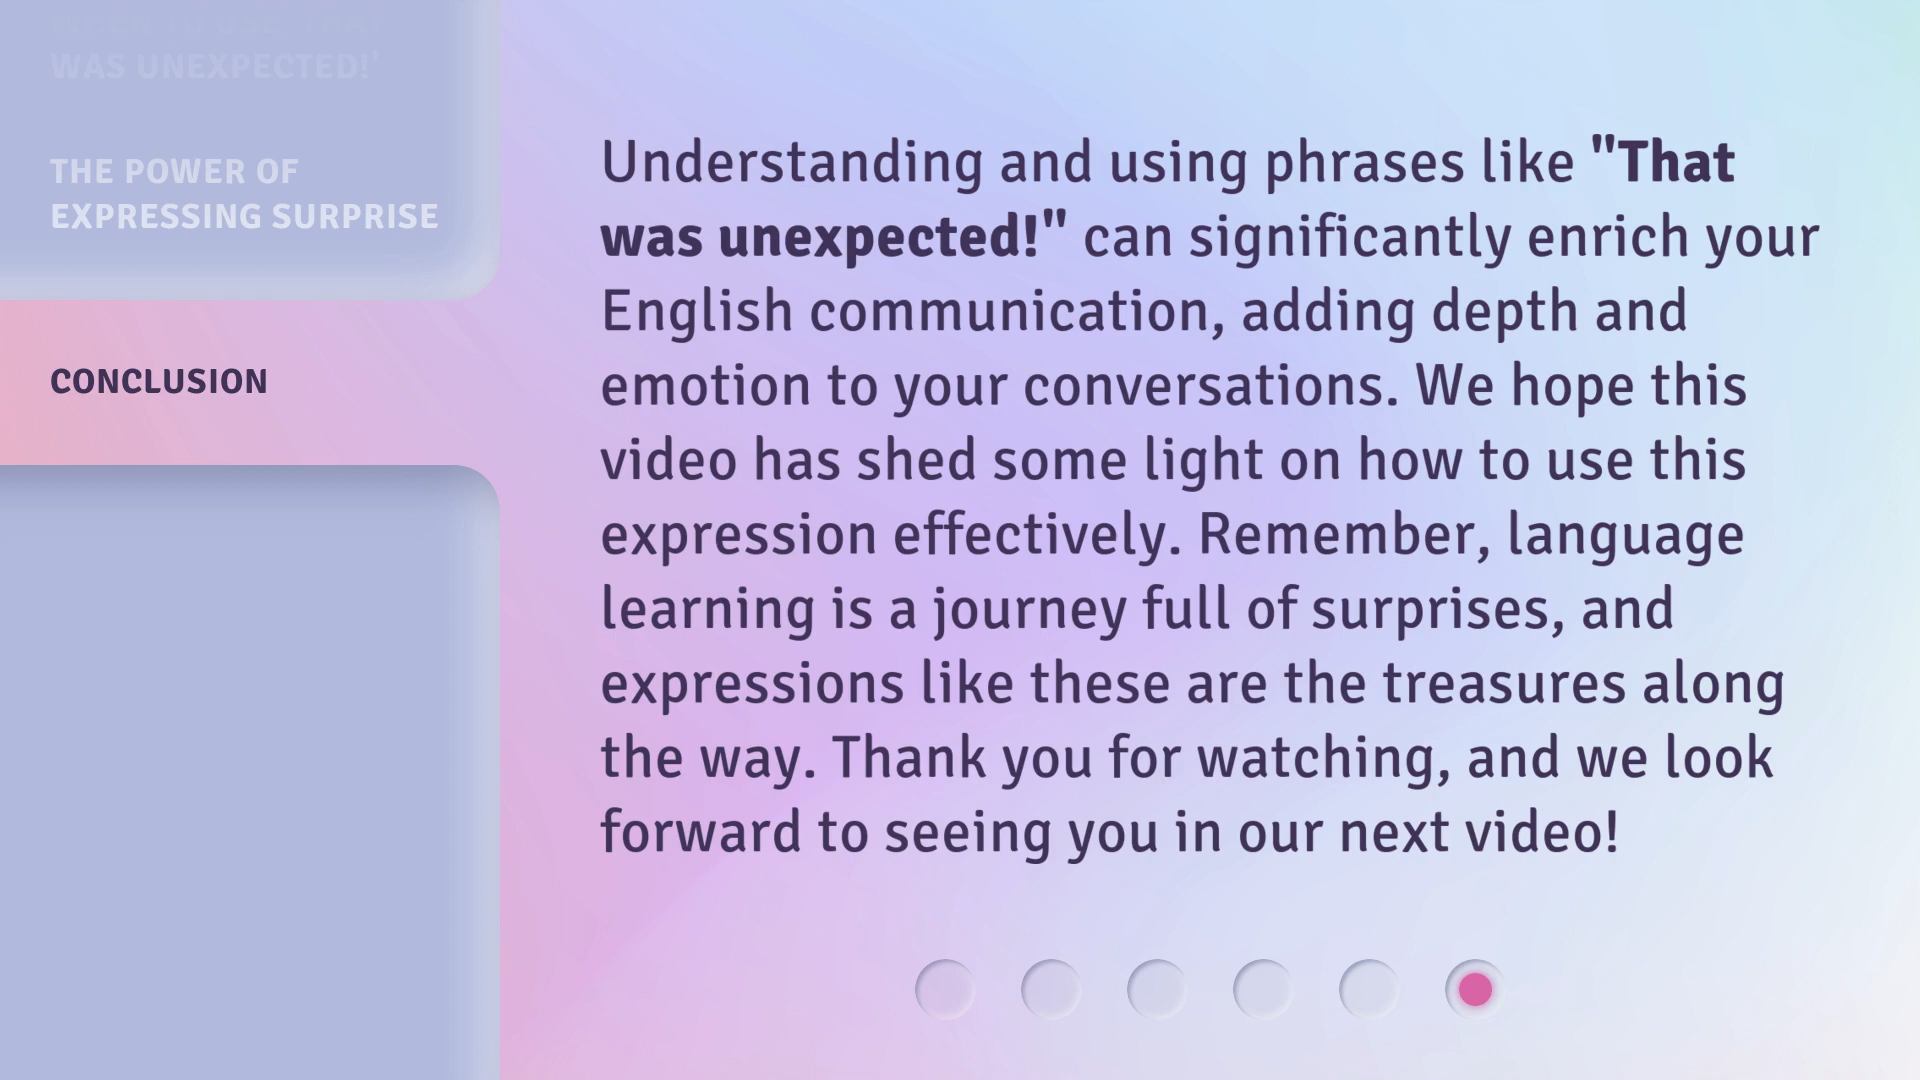 WHEN TO USE 'THAT
WAS UNEXPECTED!'
THE POWER OF
EXPRESSING SURPRISE
CONCLUSION
Understanding and using phrases like "That
was unexpected!" can significantly enrich your
English communication, adding depth and
emotion to your conversations. We hope this
video has shed some light on how to use this
expression effectively. Remember, language
learning is a journey full of surprises, and
expressions like these are the treasures along
the way. Thank you for watching, and we look
forward to seeing you in our next video!